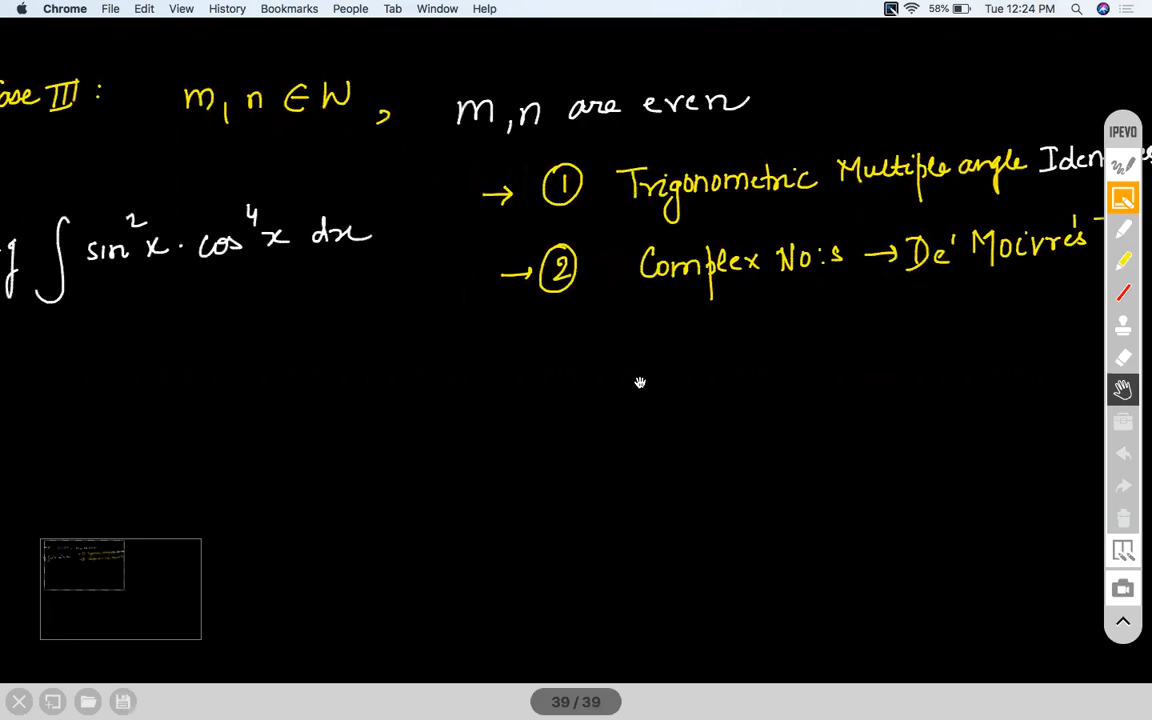 Chrome File Edit View History Bookmarks People Tab Window Help 58% Tue 12:24 PM
ase III : m, n ∈ W, m,n are even
IPEVO
→ ① Trigonometric Multiple angle Iden
g ∫ sin²x · cos⁴x dx
→ ② Complex No:s → De' Moivre's
39 / 39